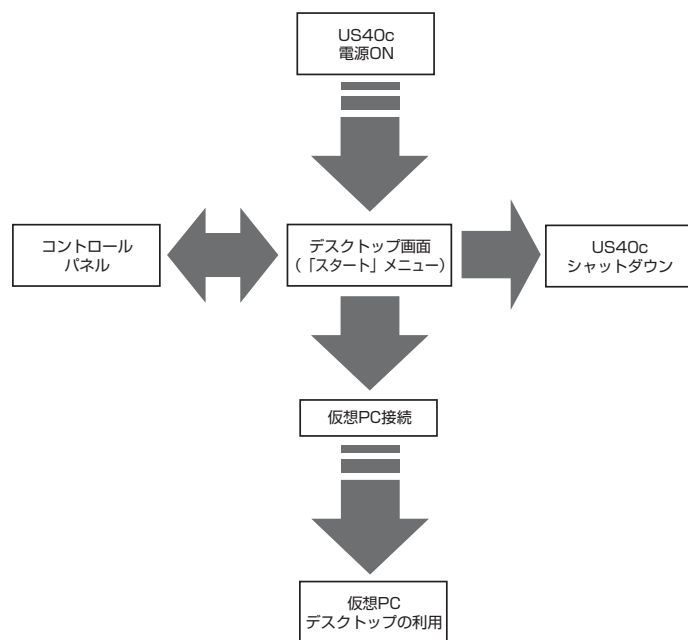 US40c
電源ON
コントロール
パネル
デスクトップ画面
(「スタート」メニュー)
US40c
シャットダウン
仮想PC接続
仮想PC
デスクトップの利用